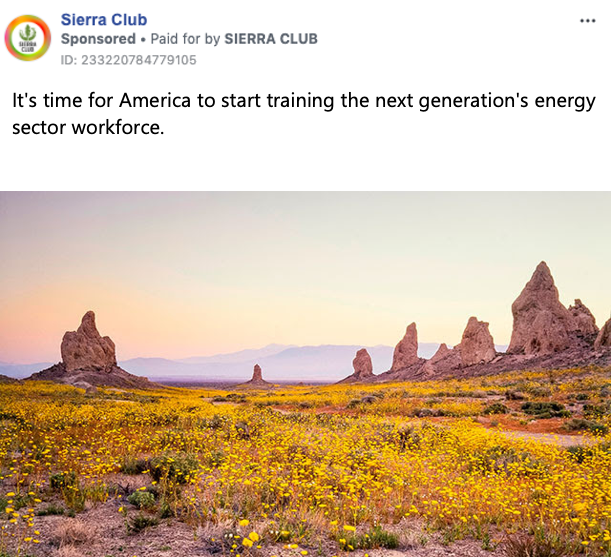 Sierra Club
Sponsored • Paid for by SIERRA CLUB
ID: 233220784779105
It's time for America to start training the next generation's energy
sector workforce.
SIERRA
CLUB